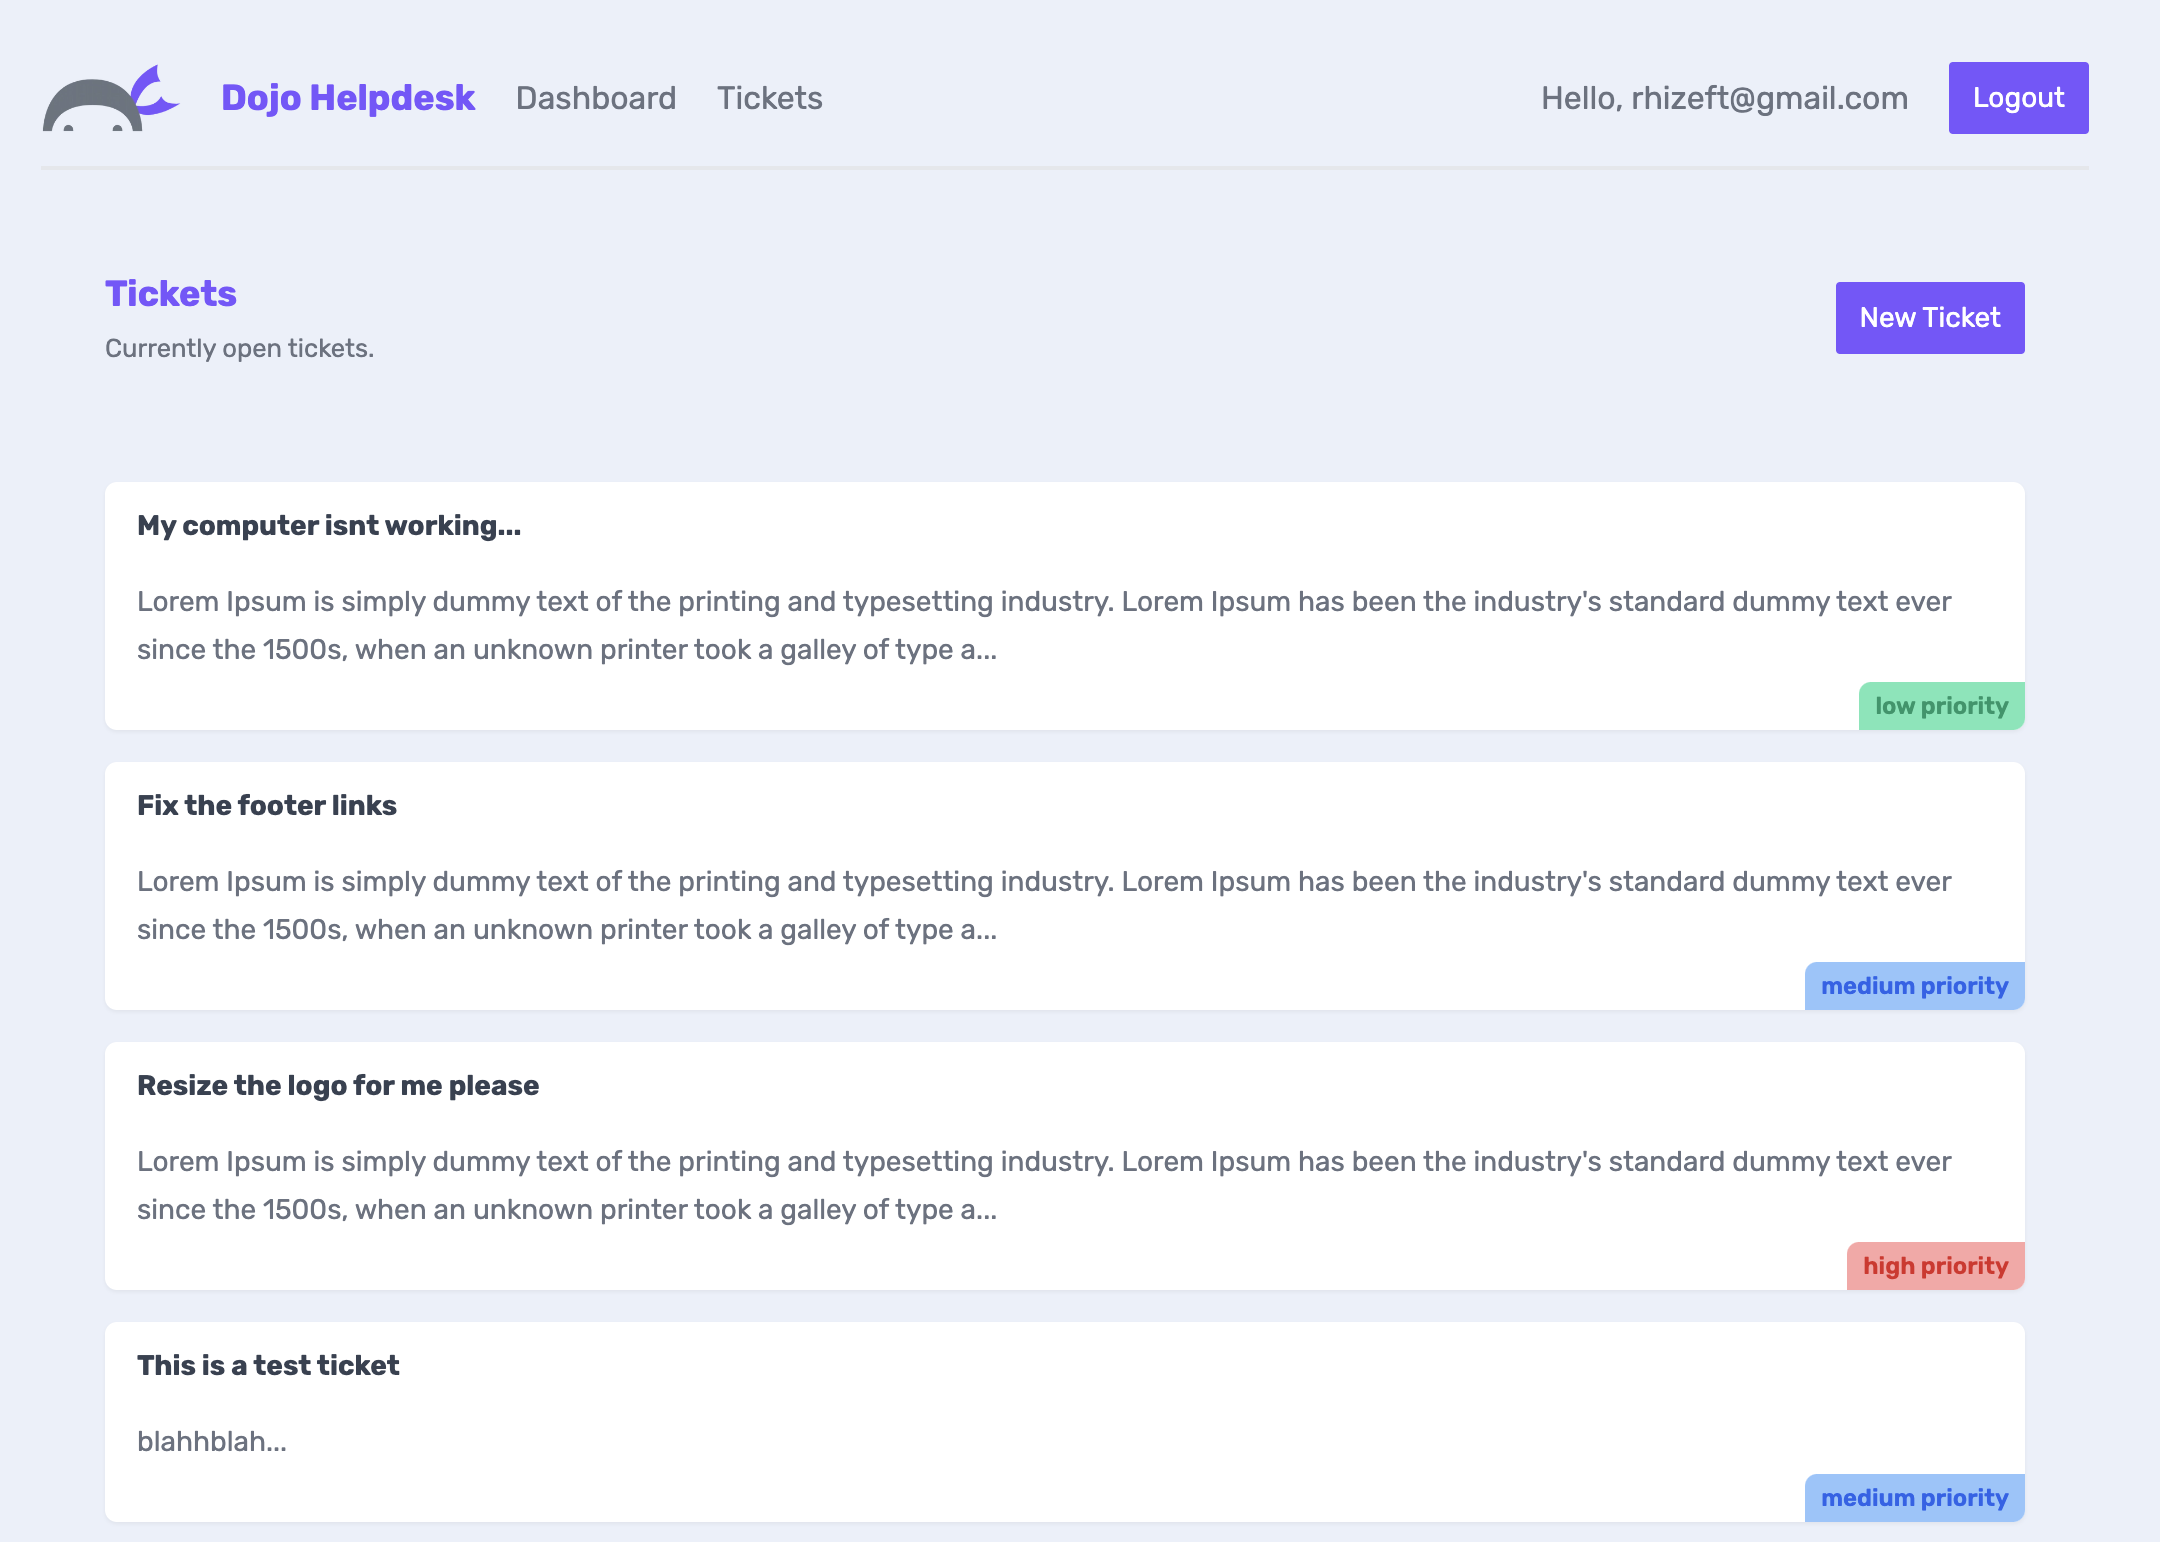 Dojo Helpdesk Dashboard Tickets Hello, rhizeft@gmail.com Logout
Tickets
Currently open tickets.
New Ticket
My computer isnt working...
Lorem Ipsum is simply dummy text of the printing and typesetting industry. Lorem Ipsum has been the industry's standard dummy text ever
since the 1500s, when an unknown printer took a galley of type a...
low priority
Fix the footer links
Lorem Ipsum is simply dummy text of the printing and typesetting industry. Lorem Ipsum has been the industry's standard dummy text ever
since the 1500s, when an unknown printer took a galley of type a...
medium priority
Resize the logo for me please
Lorem Ipsum is simply dummy text of the printing and typesetting industry. Lorem Ipsum has been the industry's standard dummy text ever
since the 1500s, when an unknown printer took a galley of type a...
high priority
This is a test ticket
blahhblah...
medium priority